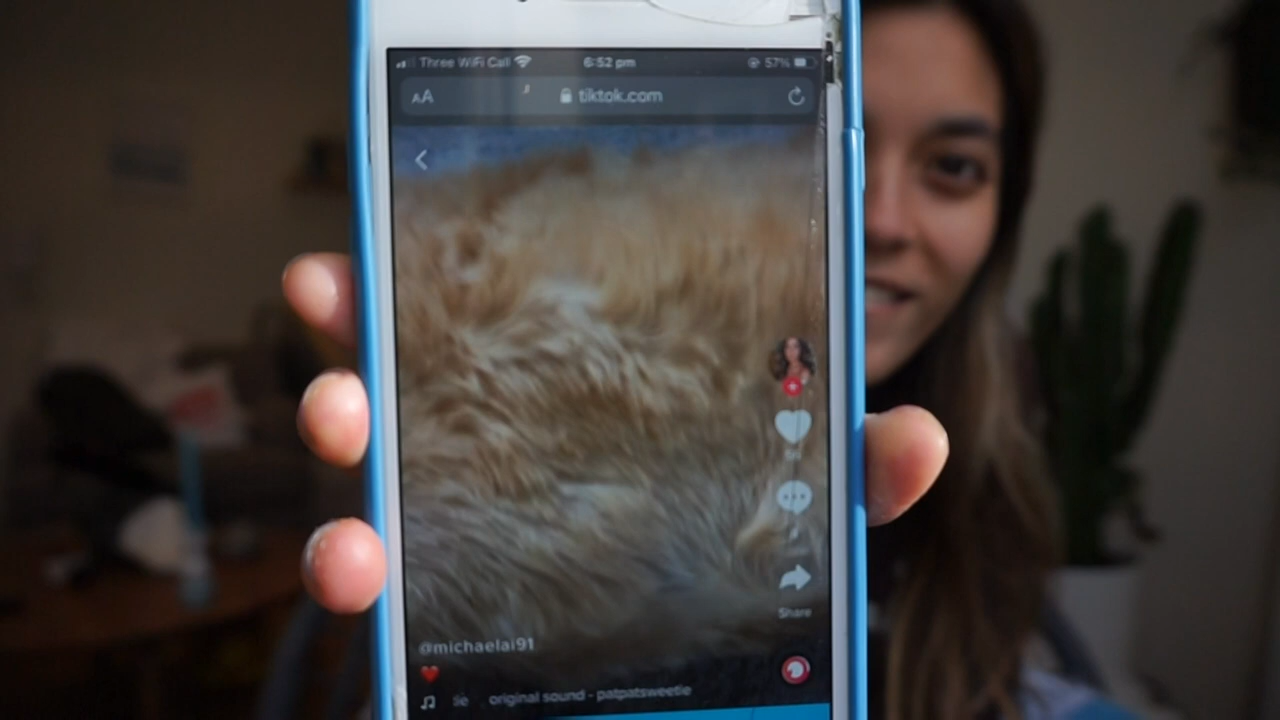 Three WiFi Call 6:52 pm 57%
AA tiktok.com
Share
@michaelai91
original sound - patpatsweetie